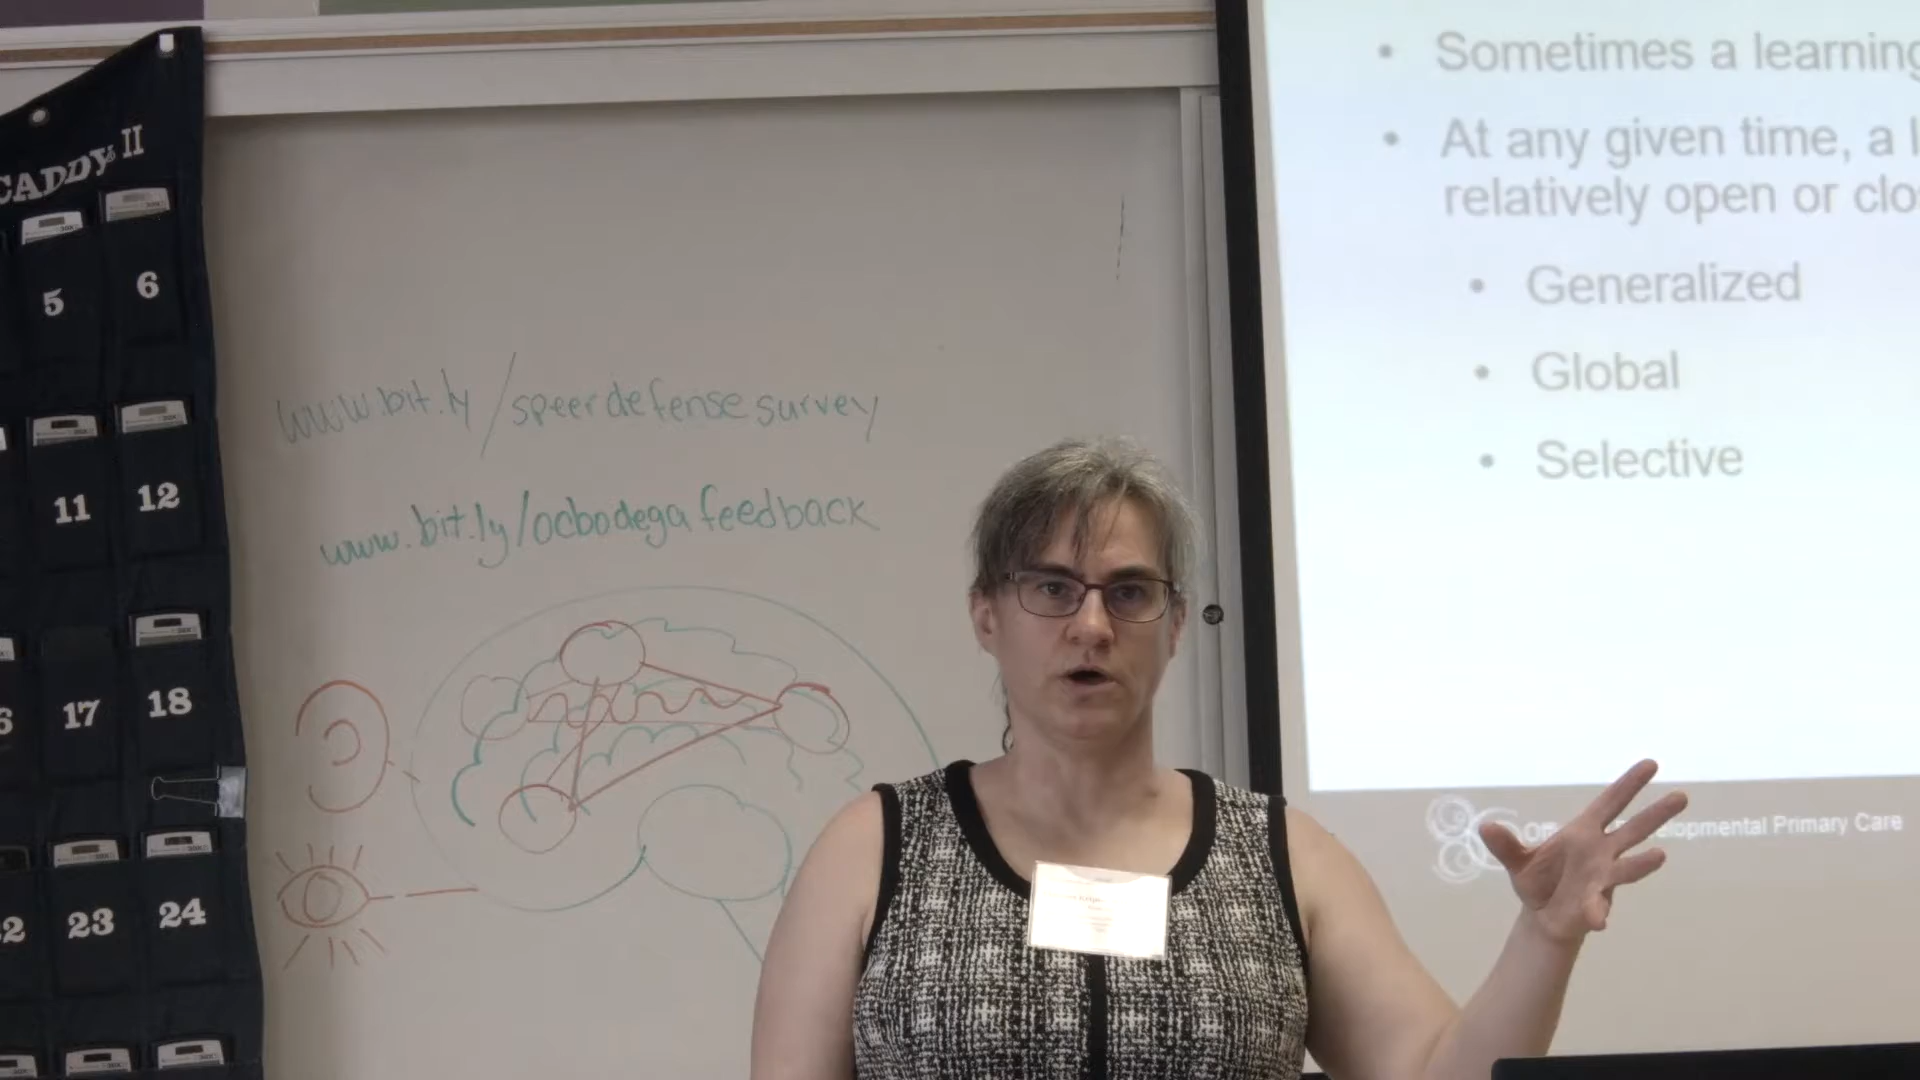 CADDY II
5
6
11
12
17
18
23
24
www.bit.ly/speerdefensesurvey
www.bit.ly/ocbodegafeedback
• Sometimes a learning
• At any given time, a l
relatively open or clo
• Generalized
• Global
• Selective
Developmental Primary Care